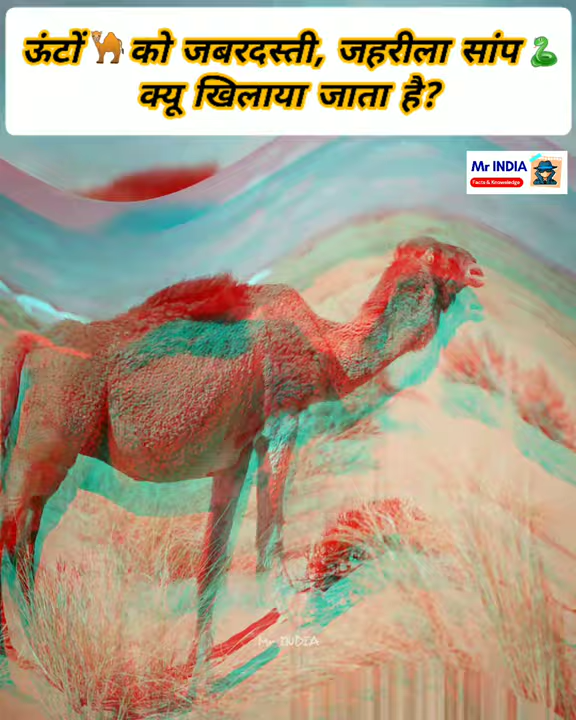 ऊंटों🐪को जबरदस्ती, जहरीला सांप🐍
क्यू खिलाया जाता है?
Mr INDIA
Facts & Knowledge
Mr INDIA